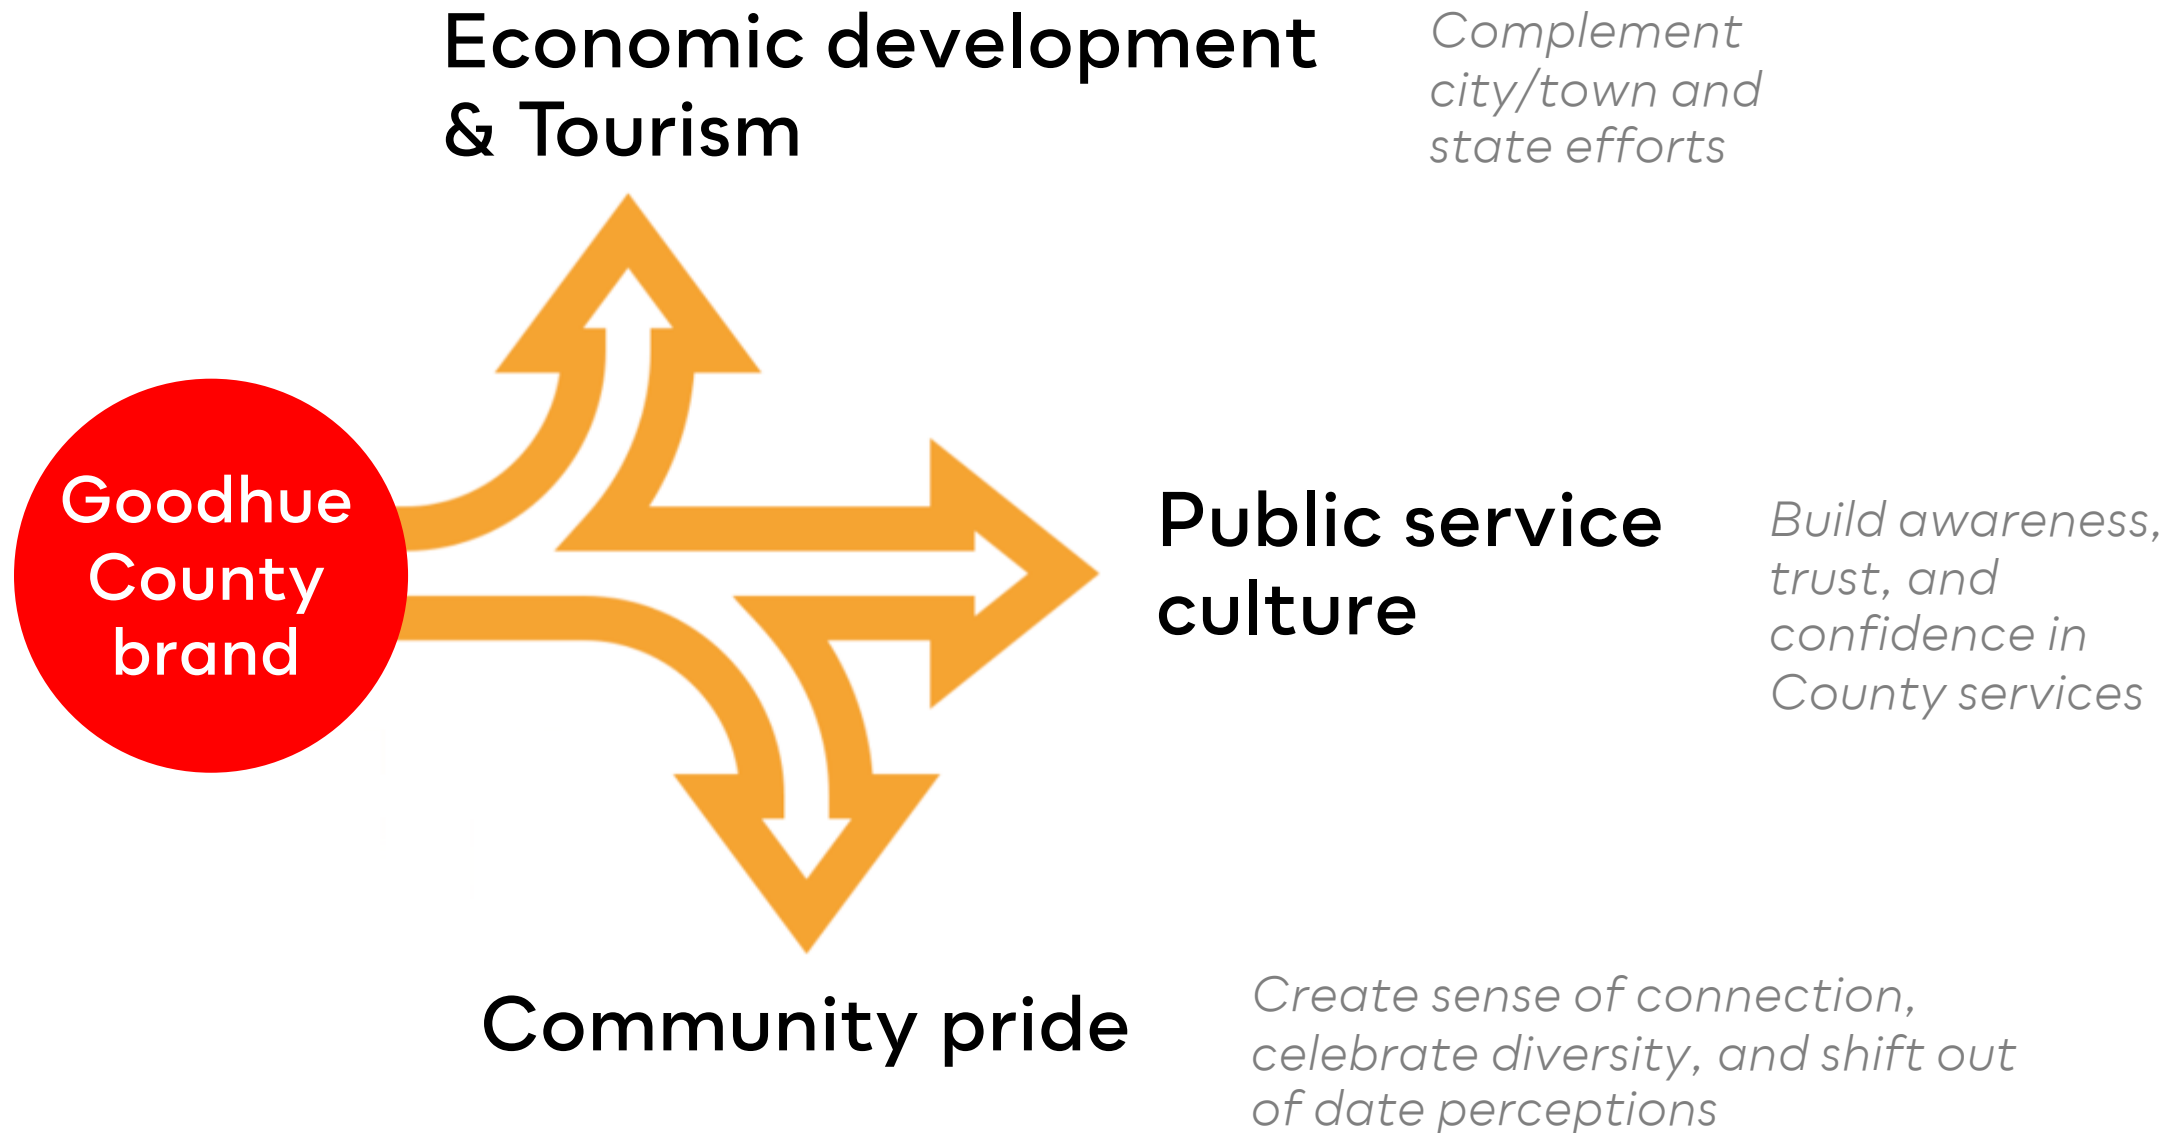 Economic development
& Tourism
Complement
city/town and
state efforts
Goodhue
County
brand
Public service
culture
Build awareness,
trust, and
confidence in
County services
Community pride
Create sense of connection,
celebrate diversity, and shift out
of date perceptions